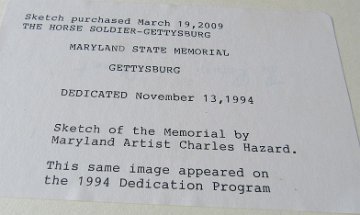 Sketch purchased March 19,2009
THE HORSE SOLDIER-GETTYSBURG
MARYLAND STATE MEMORIAL
GETTYSBURG
DEDICATED November 13,1994
Sketch of the Memorial by
Maryland Artist Charles Hazard.
This same image appeared on
the 1994 Dedication Program